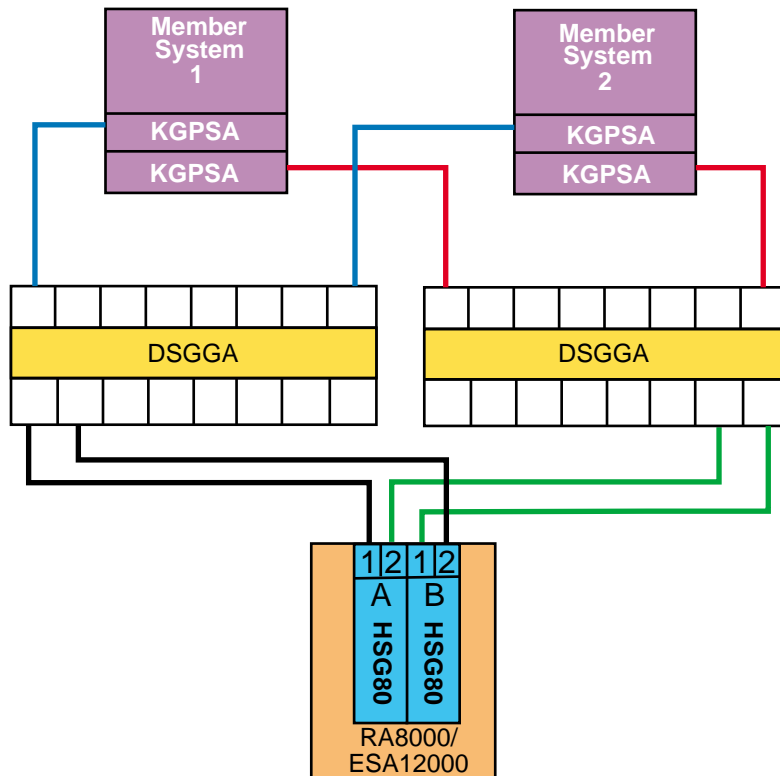 Member
System
1
KGPSA
KGPSA
Member
System
2
KGPSA
KGPSA
DSGGA
DSGGA
1 2 1 2
A B
HSG80
HSG80
RA8000/
ESA12000